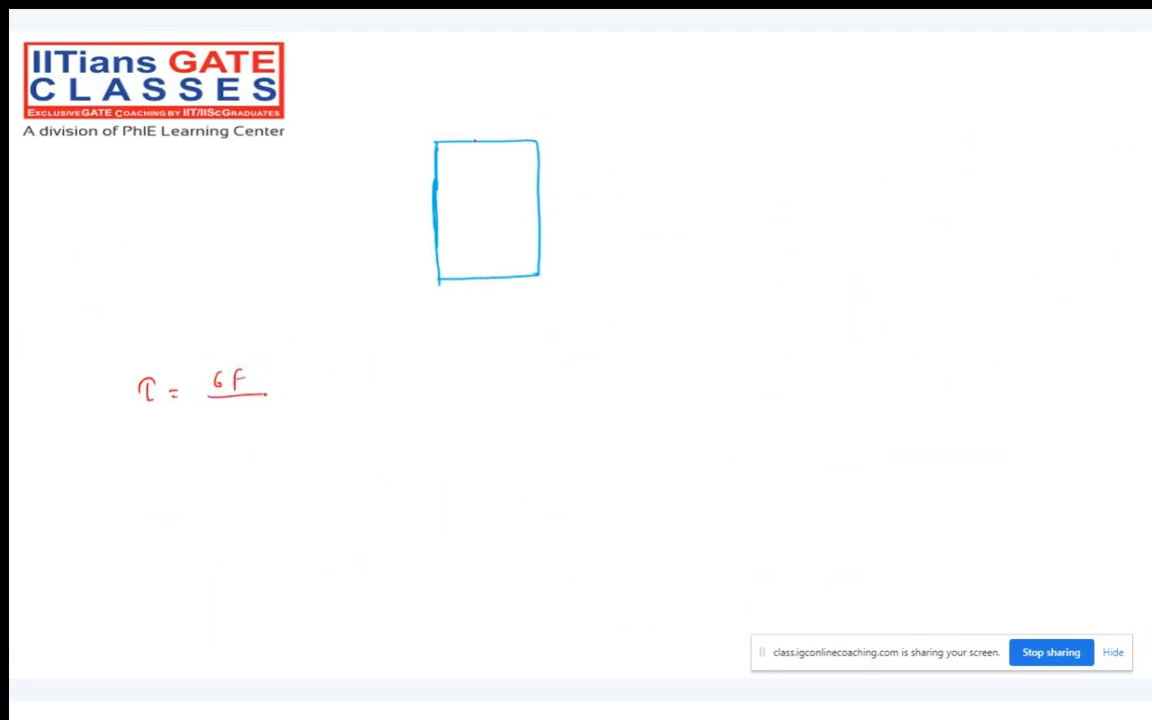 IITians GATE
CLASSES
EXCLUSIVE GATE COACHING BY IIT/IISc GRADUATES
A division of PhIE Learning Center
τ = 6F
class.igconlinecoaching.com is sharing your screen. Stop sharing Hide